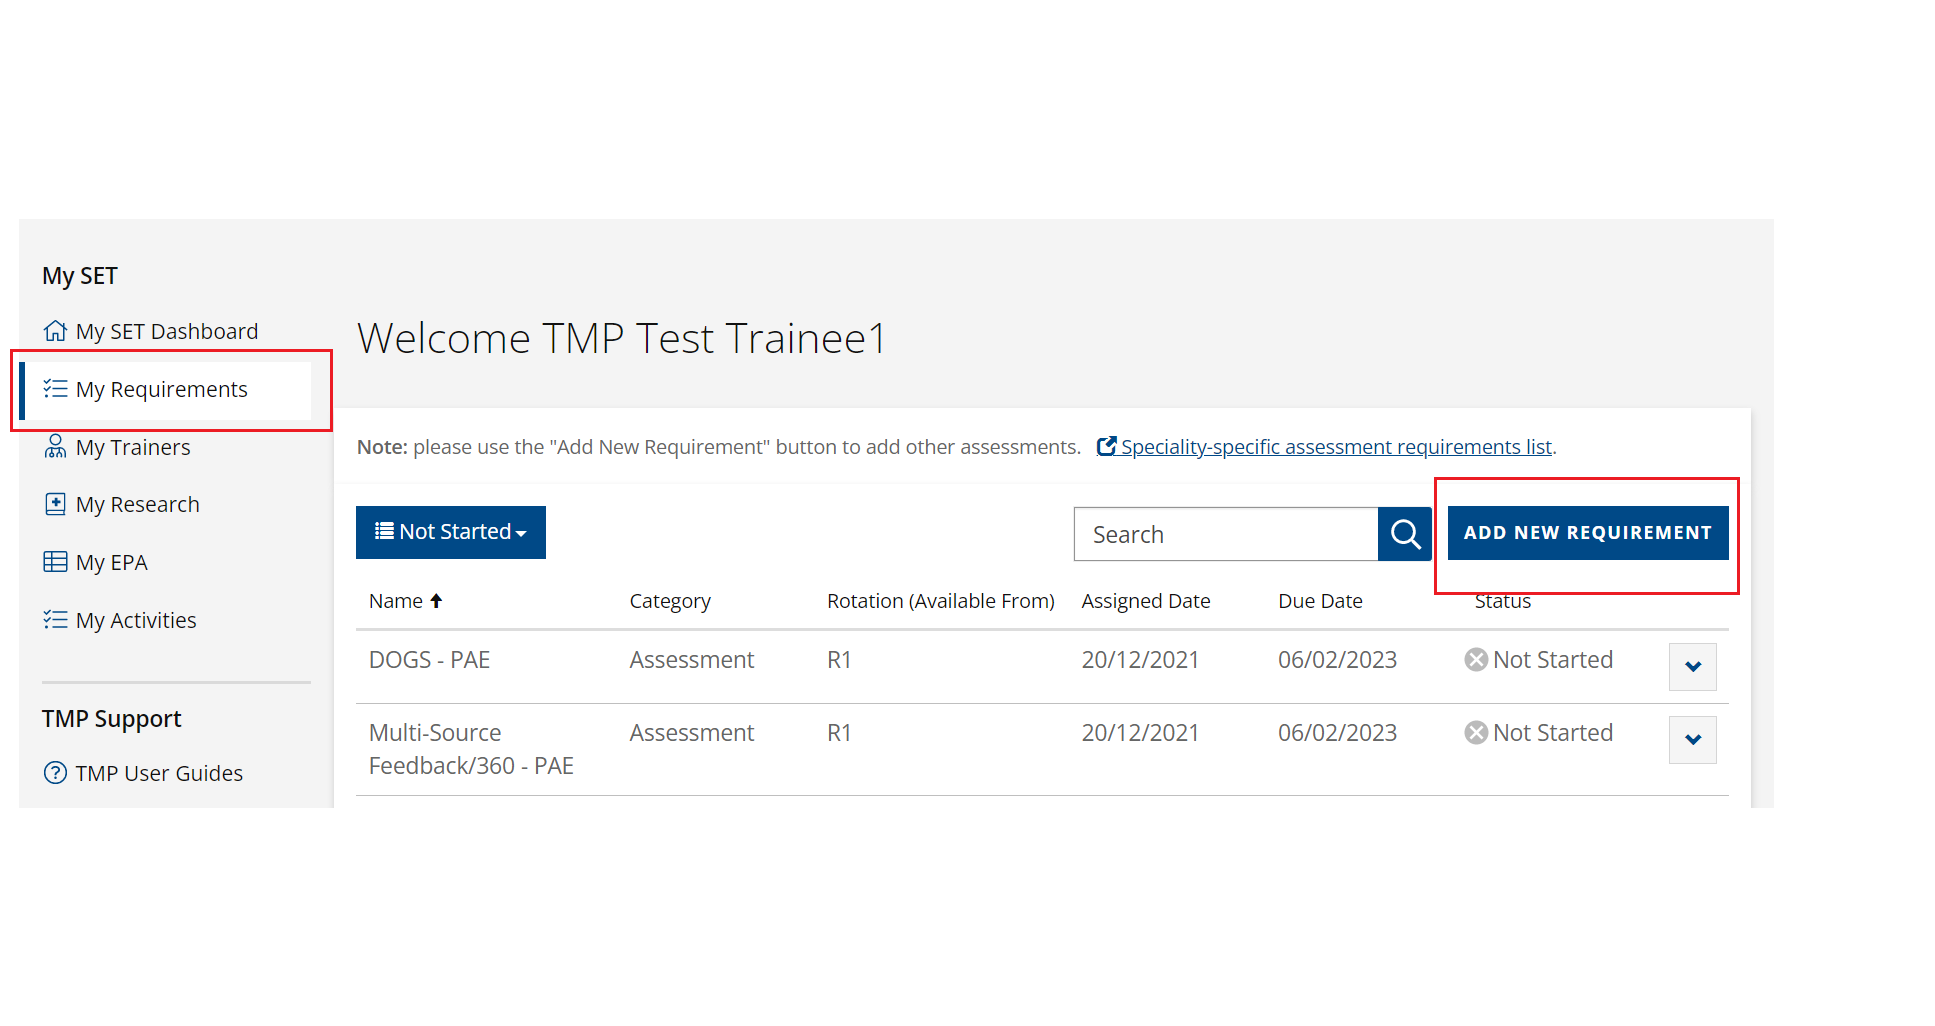 My SET
My SET Dashboard
My Requirements
My Trainers
My Research
My EPA
My Activities
TMP Support
TMP User Guides
Welcome TMP Test Trainee1
Note: please use the "Add New Requirement" button to add other assessments. Speciality-specific assessment requirements list.
Not Started
Search
ADD NEW REQUIREMENT
Name Category Rotation (Available From) Assigned Date Due Date Status
DOGS - PAE Assessment R1 20/12/2021 06/02/2023 Not Started
Multi-Source Assessment R1 20/12/2021 06/02/2023 Not Started
Feedback/360 - PAE